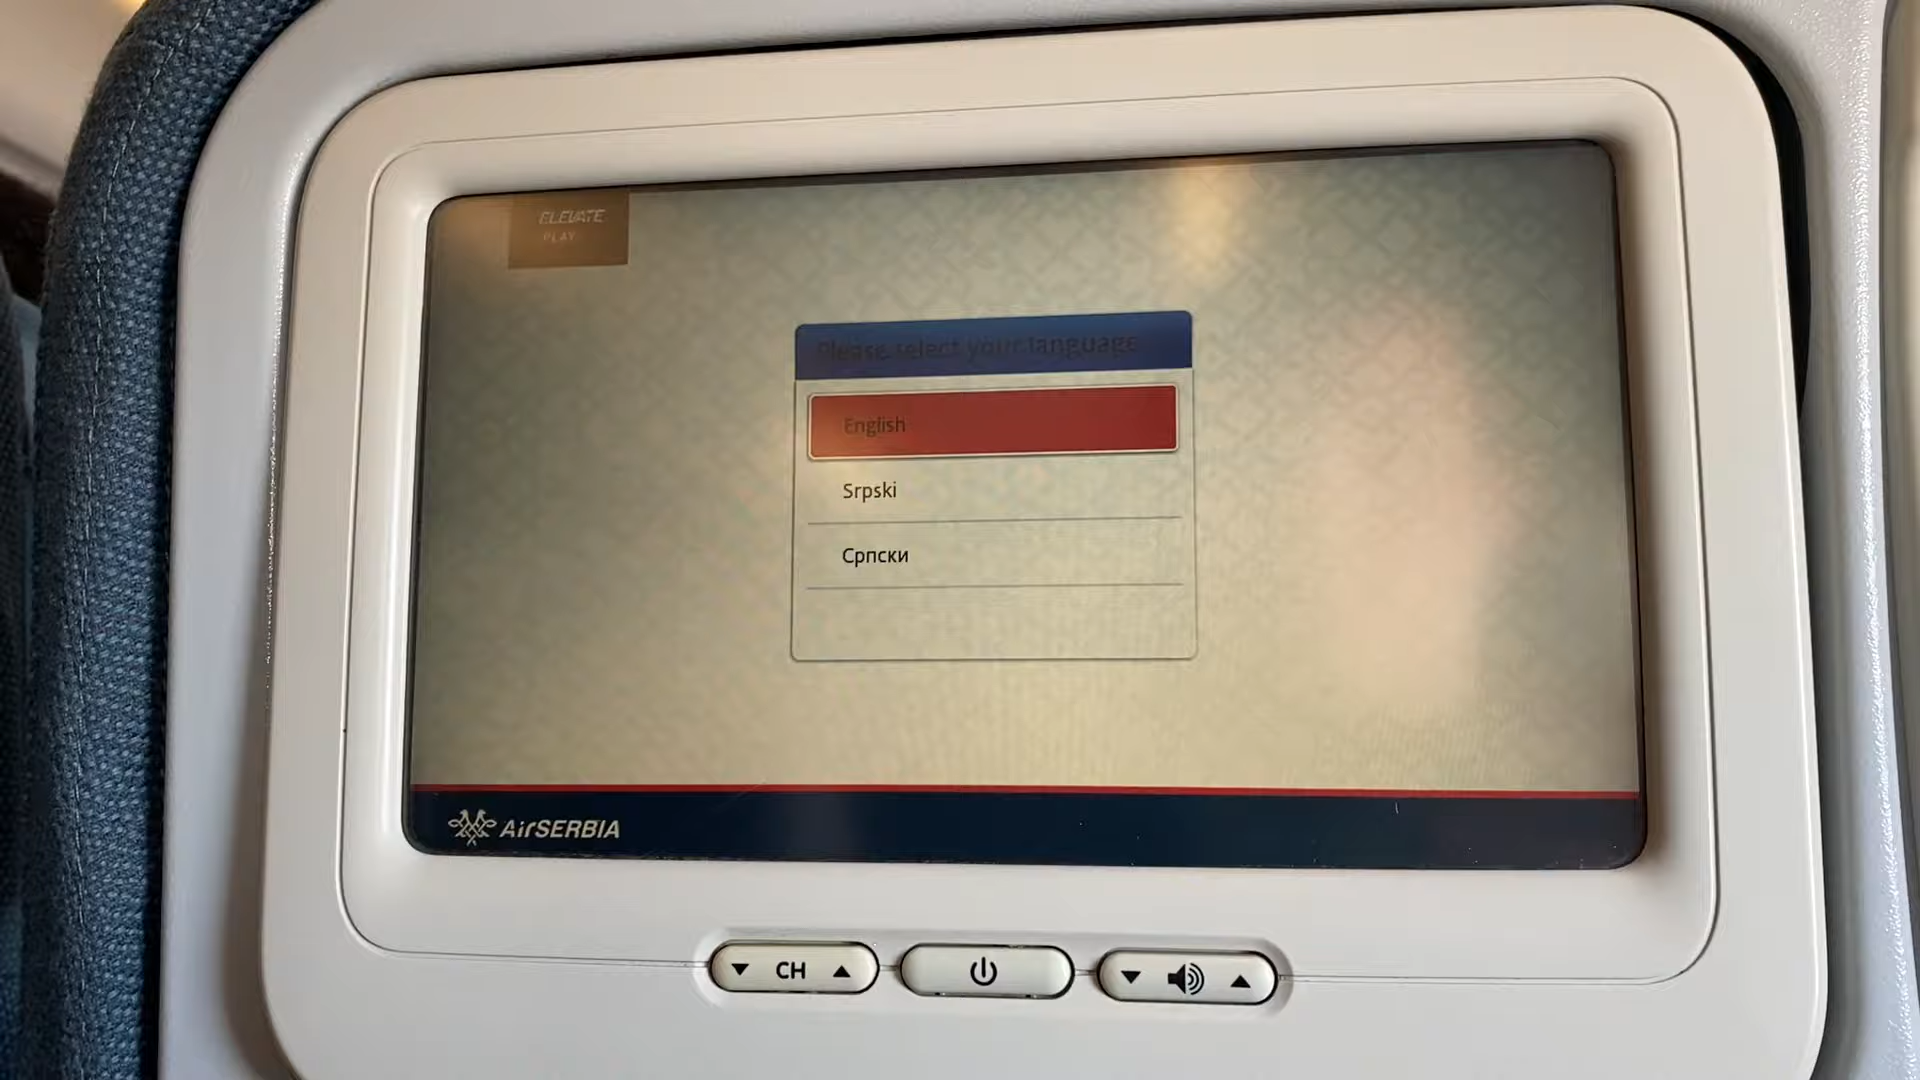 ELEVATE
PLAY
Please select your language
English
Srpski
Српски
AirSERBIA
CH